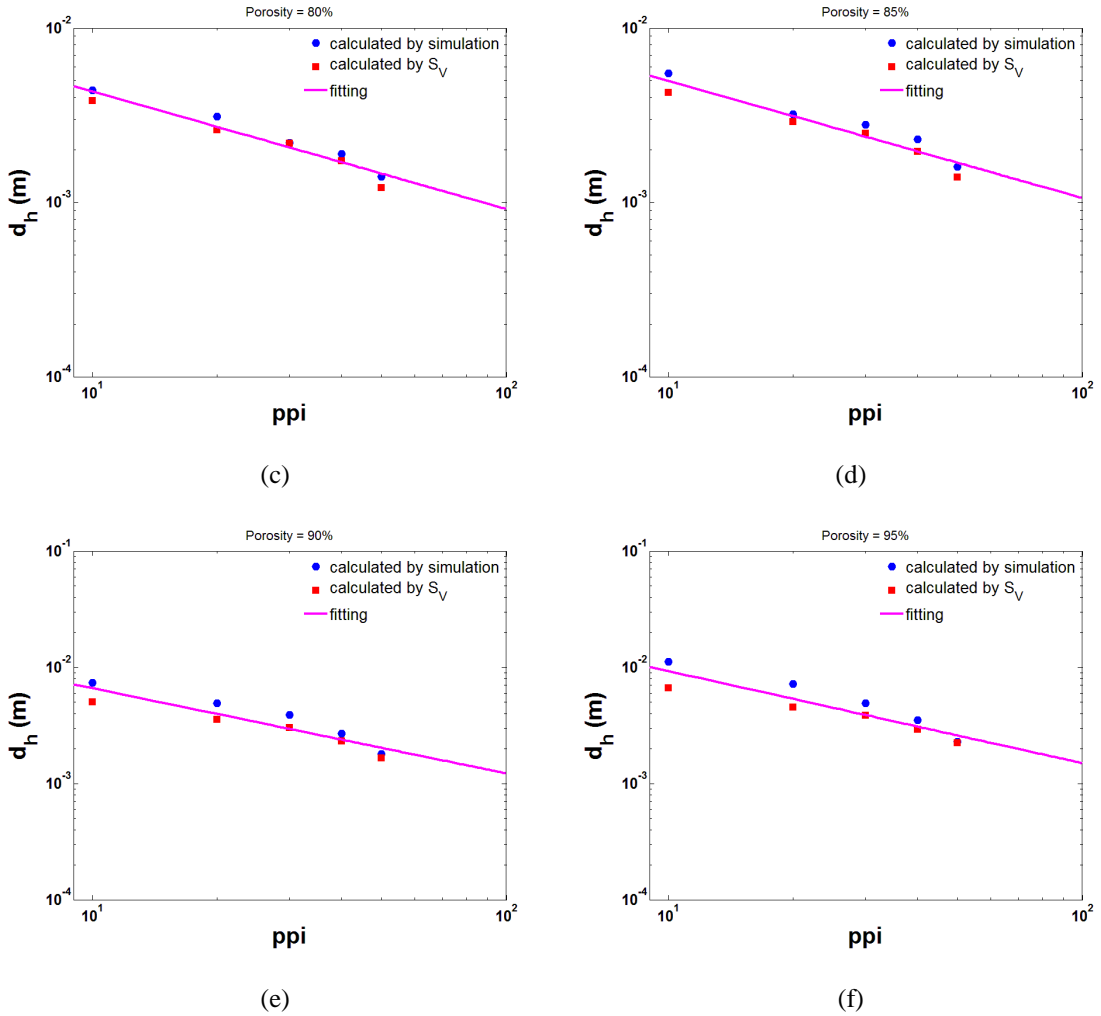 Porosity = 80%
10^-2
10^-3
10^-4
d_h (m)
calculated by simulation
calculated by S_V
fitting
10^1
10^2
ppi
(c)
Porosity = 85%
10^-2
10^-3
10^-4
d_h (m)
calculated by simulation
calculated by S_V
fitting
10^1
10^2
ppi
(d)
Porosity = 90%
10^-1
10^-2
10^-3
10^-4
d_h (m)
calculated by simulation
calculated by S_V
fitting
10^1
10^2
ppi
(e)
Porosity = 95%
10^-1
10^-2
10^-3
10^-4
d_h (m)
calculated by simulation
calculated by S_V
fitting
10^1
10^2
ppi
(f)